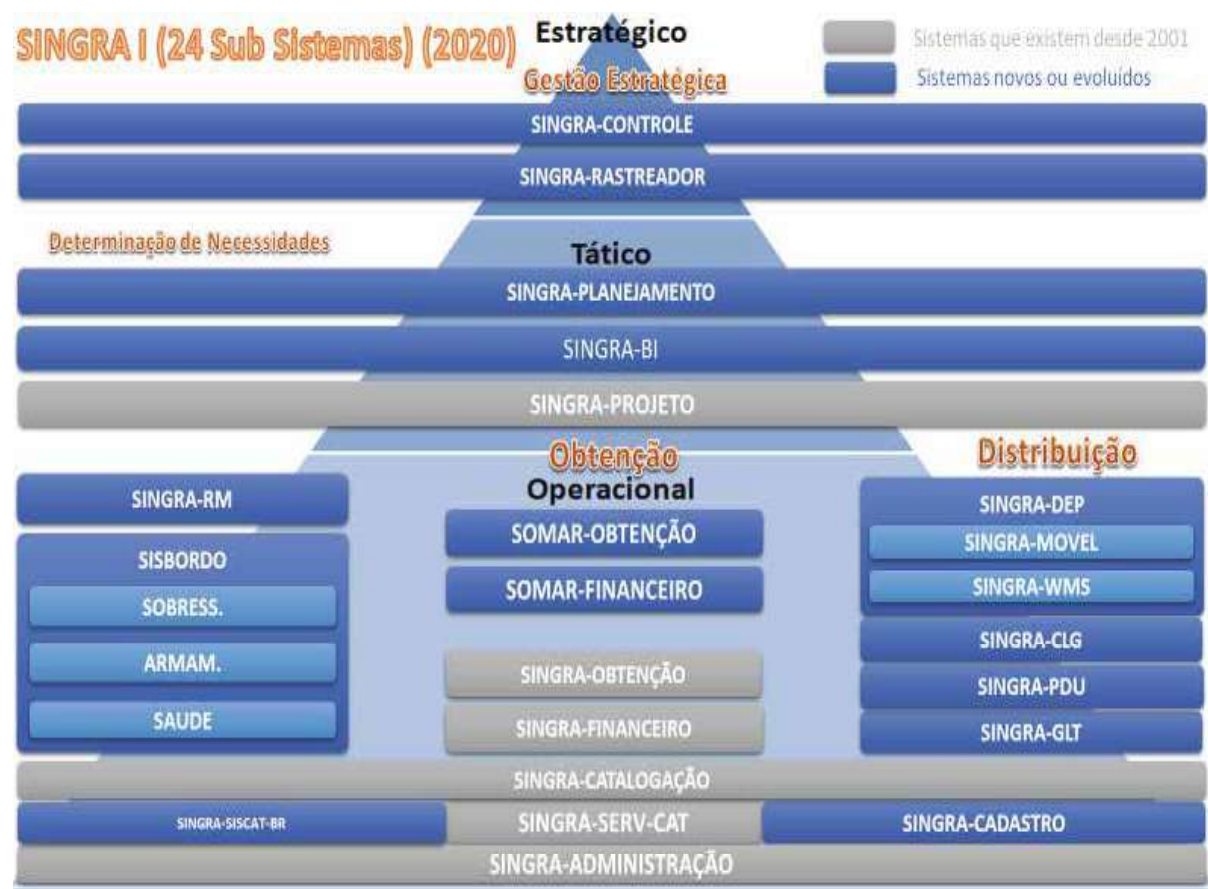 SINGRA I (24 Sub Sistemas) (2020)
Estratégico
Gestão Estratégica
Sistemas que existem desde 2001
Sistemas novos ou evoluídos
SINGRA-CONTROLE
SINGRA-RASTREADOR
Determinação de Necessidades
Tático
SINGRA-PLANEJAMENTO
SINGRA-BI
SINGRA-PROJETO
Obtenção
Operacional
Distribuição
SINGRA-RM
SISBORDO
SOBRESS.
ARMAM.
SAUDE
SOMAR-OBTENÇÃO
SOMAR-FINANCEIRO
SINGRA-OBTENÇÃO
SINGRA-FINANCEIRO
SINGRA-DEP
SINGRA-MOVEL
SINGRA-WMS
SINGRA-CLG
SINGRA-PDU
SINGRA-GLT
SINGRA-CATALOGAÇÃO
SINGRA-SISCAT-BR
SINGRA-SERV-CAT
SINGRA-CADASTRO
SINGRA-ADMINISTRAÇÃO